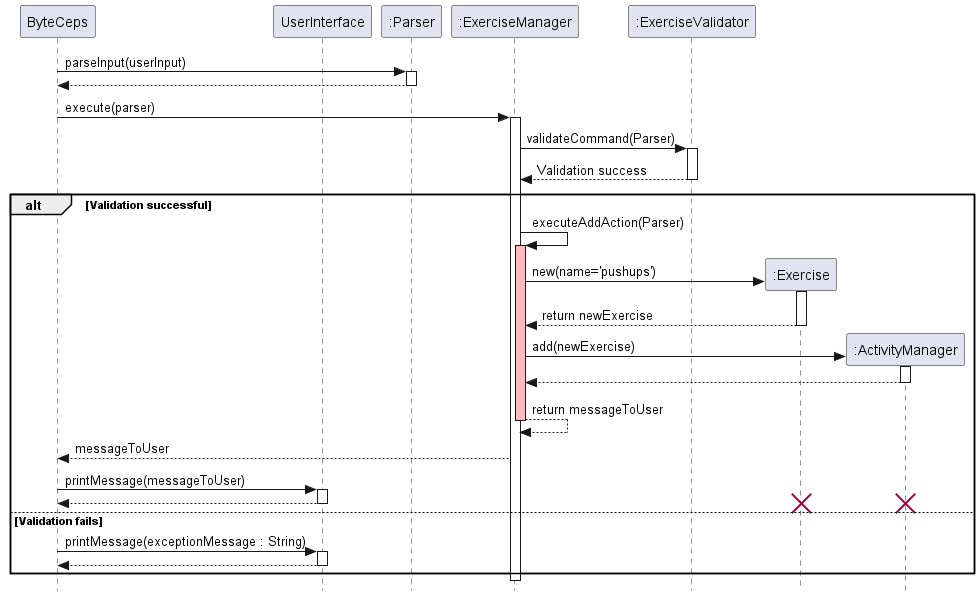 ByteCeps
UserInterface
:Parser
:ExerciseManager
:ExerciseValidator
parseInput(userInput)
execute(parser)
validateCommand(Parser)
Validation success
alt
[Validation successful]
executeAddAction(Parser)
new(name='pushups')
:Exercise
return newExercise
add(newExercise)
:ActivityManager
return messageToUser
messageToUser
printMessage(messageToUser)
[Validation fails]
printMessage(exceptionMessage : String)